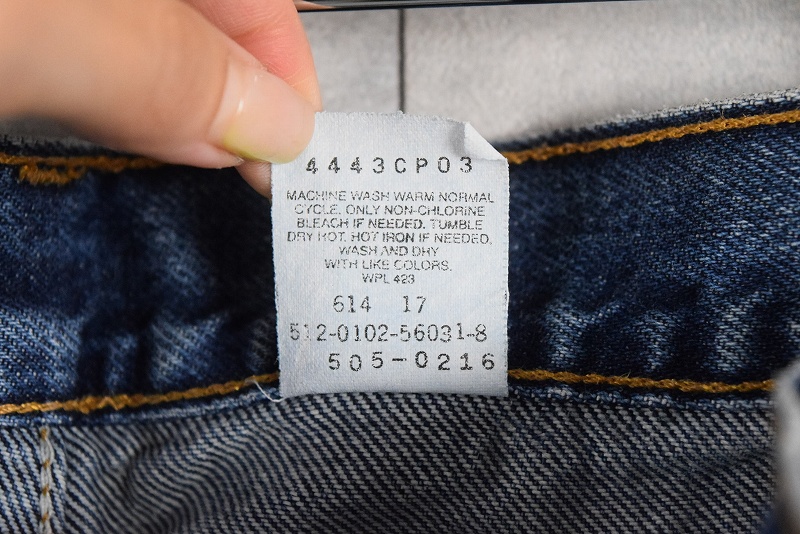 4443CP03
MACHINE WASH WARM NORMAL
CYCLE. ONLY NON-CHLORINE
BLEACH IF NEEDED. TUMBLE
DRY HOT. HOT IRON IF NEEDED.
WASH AND DRY
WITH LIKE COLORS.
WPL 423
614 17
512-0102-56031-8
505-0216